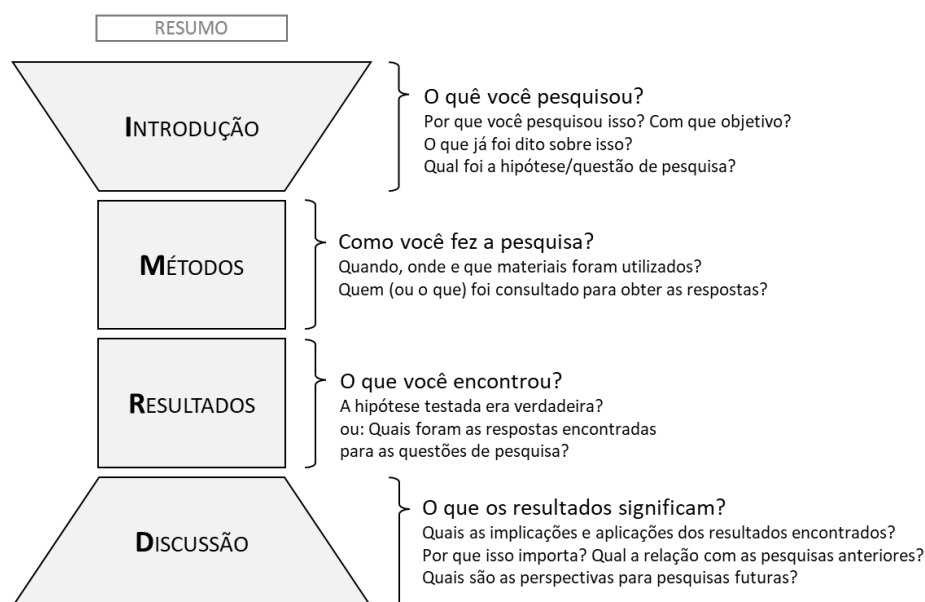 RESUMO
INTRODUÇÃO
O quê você pesquisou?
Por que você pesquisou isso? Com que objetivo?
O que já foi dito sobre isso?
Qual foi a hipótese/questão de pesquisa?
MÉTODOS
Como você fez a pesquisa?
Quando, onde e que materiais foram utilizados?
Quem (ou o que) foi consultado para obter as respostas?
RESULTADOS
O que você encontrou?
A hipótese testada era verdadeira?
ou: Quais foram as respostas encontradas
para as questões de pesquisa?
DISCUSSÃO
O que os resultados significam?
Quais as implicações e aplicações dos resultados encontrados?
Por que isso importa? Qual a relação com as pesquisas anteriores?
Quais são as perspectivas para pesquisas futuras?